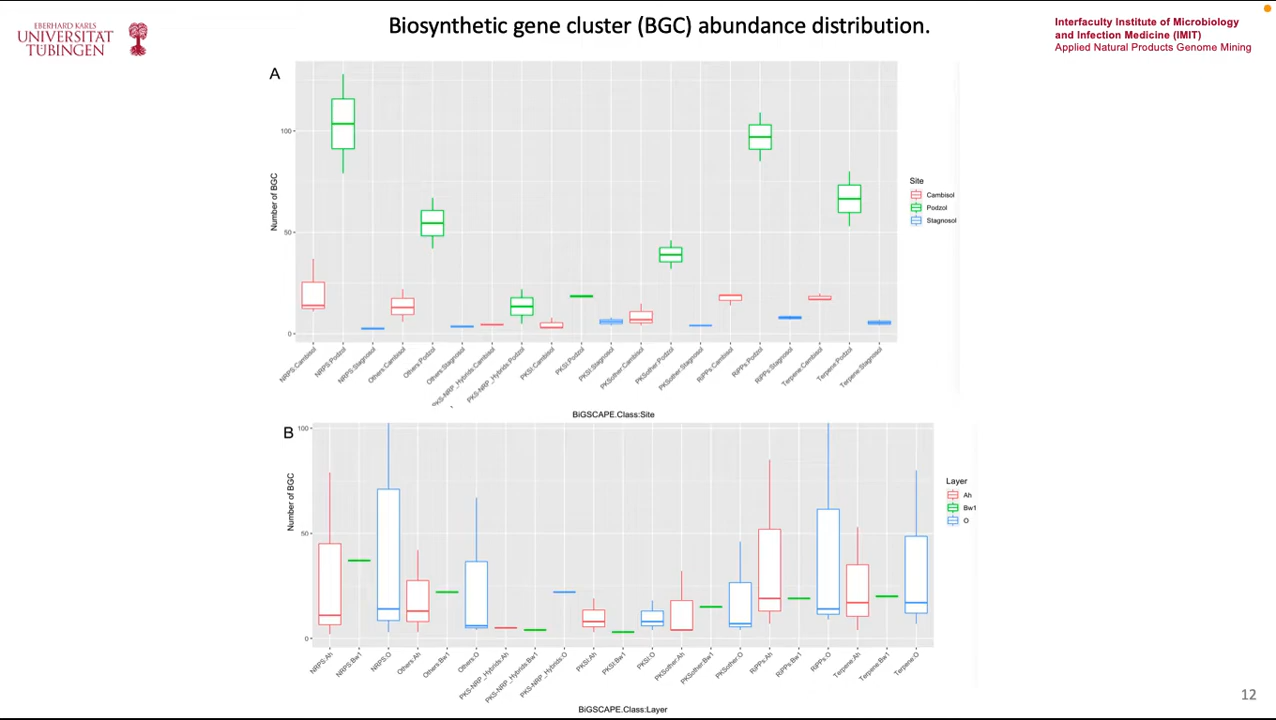 EBERHARD KARLS
UNIVERSITÄT
TÜBINGEN
Biosynthetic gene cluster (BGC) abundance distribution.
Interfaculty Institute of Microbiology
and Infection Medicine (IMIT)
Applied Natural Products Genome Mining
A
Number of BGC
100
50
0
NRPS:Cambisol
NRPS:Podzol
NRPS:Stagnosol
Others:Cambisol
Others:Podzol
Others:Stagnosol
PKS-NRP_Hybrids:Cambisol
PKS-NRP_Hybrids:Podzol
PKSI:Cambisol
PKSI:Podzol
PKSI:Stagnosol
PKSother:Cambisol
PKSother:Podzol
PKSother:Stagnosol
RiPPs:Cambisol
RiPPs:Podzol
RiPPs:Stagnosol
Terpene:Cambisol
Terpene:Podzol
Terpene:Stagnosol
BiGSCAPE.Class:Site
Site
Cambisol
Podzol
Stagnosol
B
Number of BGC
100
50
0
NRPS:Ah
NRPS:Bw1
NRPS:O
Others:Ah
Others:Bw1
Others:O
PKS-NRP_Hybrids:Ah
PKS-NRP_Hybrids:Bw1
PKS-NRP_Hybrids:O
PKSI:Ah
PKSI:Bw1
PKSI:O
PKSother:Ah
PKSother:Bw1
PKSother:O
RiPPs:Ah
RiPPs:Bw1
RiPPs:O
Terpene:Ah
Terpene:Bw1
Terpene:O
BiGSCAPE.Class:Layer
Layer
Ah
Bw1
O
12